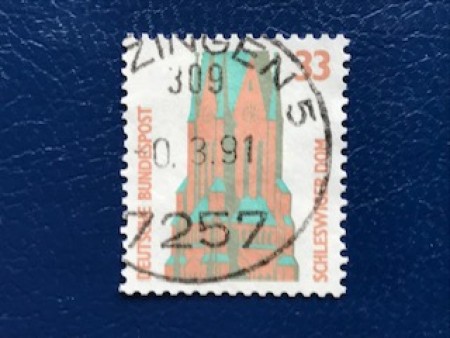 ZINGEN 5
309
33
0. 3.91
7257
DEUTSCHE BUNDESPOST
SCHLESWIGER DOM